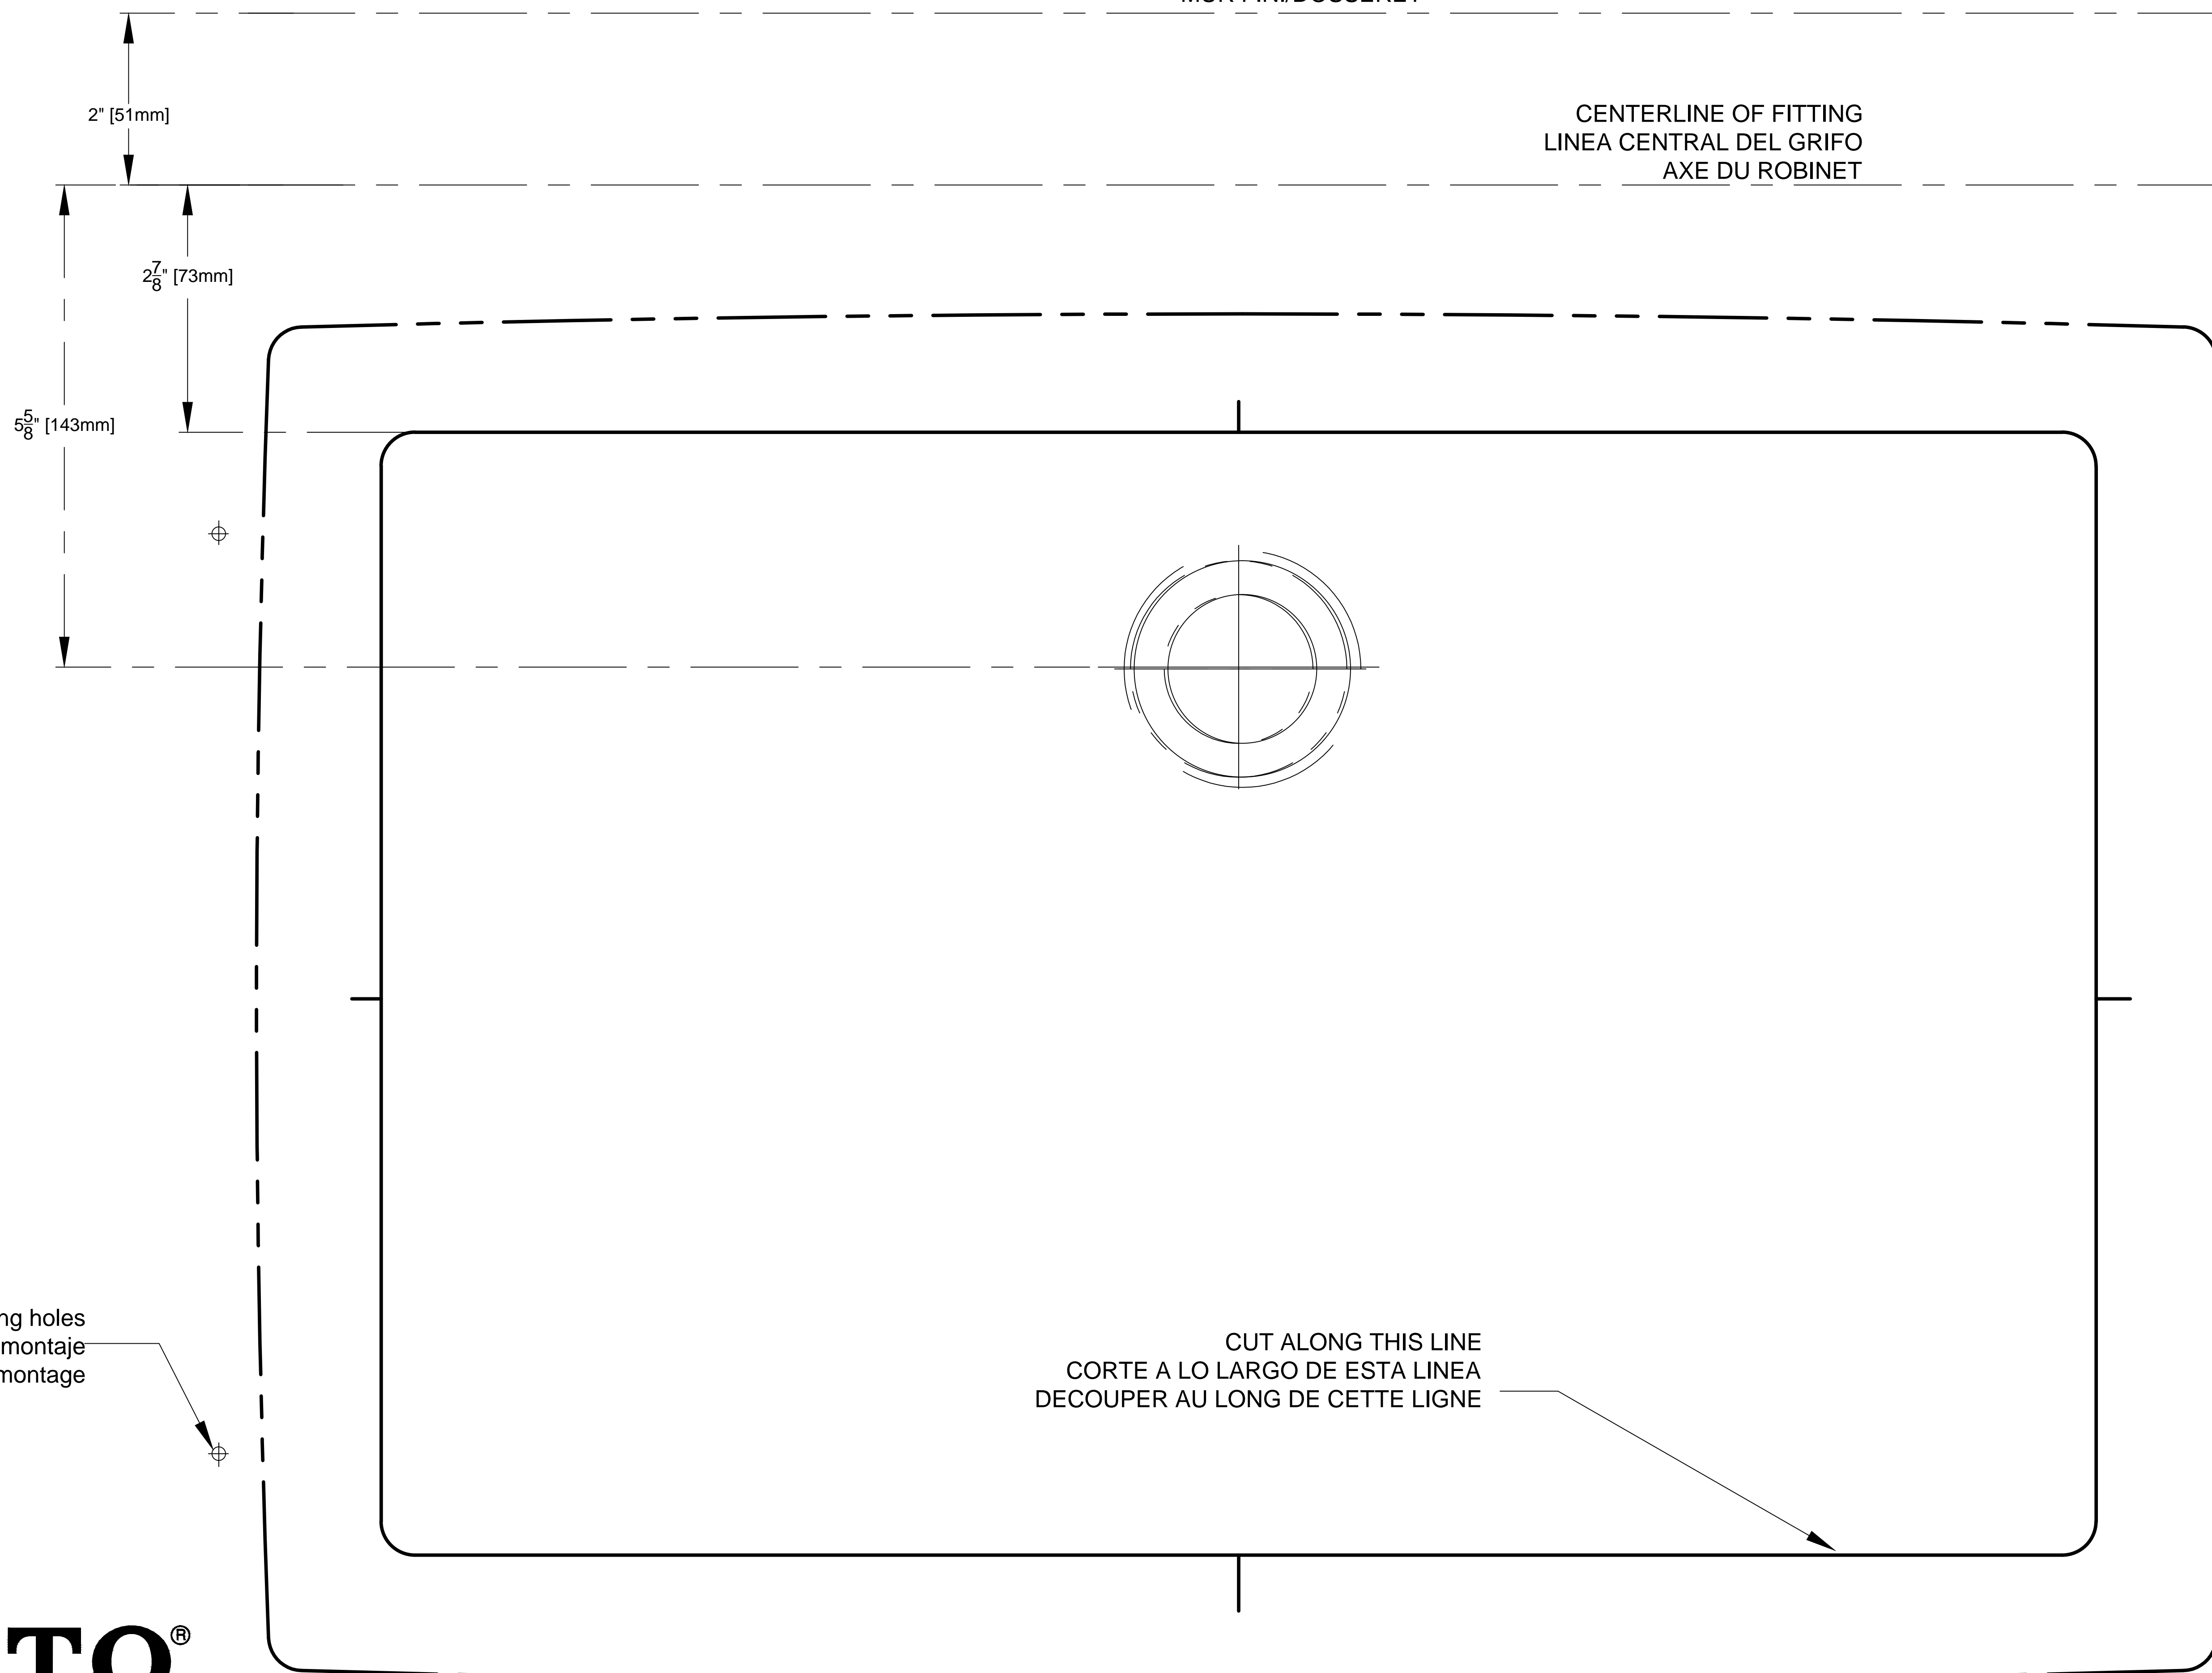 2" [51mm]
CENTERLINE OF FITTING
LINEA CENTRAL DEL GRIFO
AXE DU ROBINET
2 7/8" [73mm]
5 5/8" [143mm]
holes
montaje
montage
CUT ALONG THIS LINE
CORTE A LO LARGO DE ESTA LINEA
DECOUPER AU LONG DE CETTE LIGNE
®